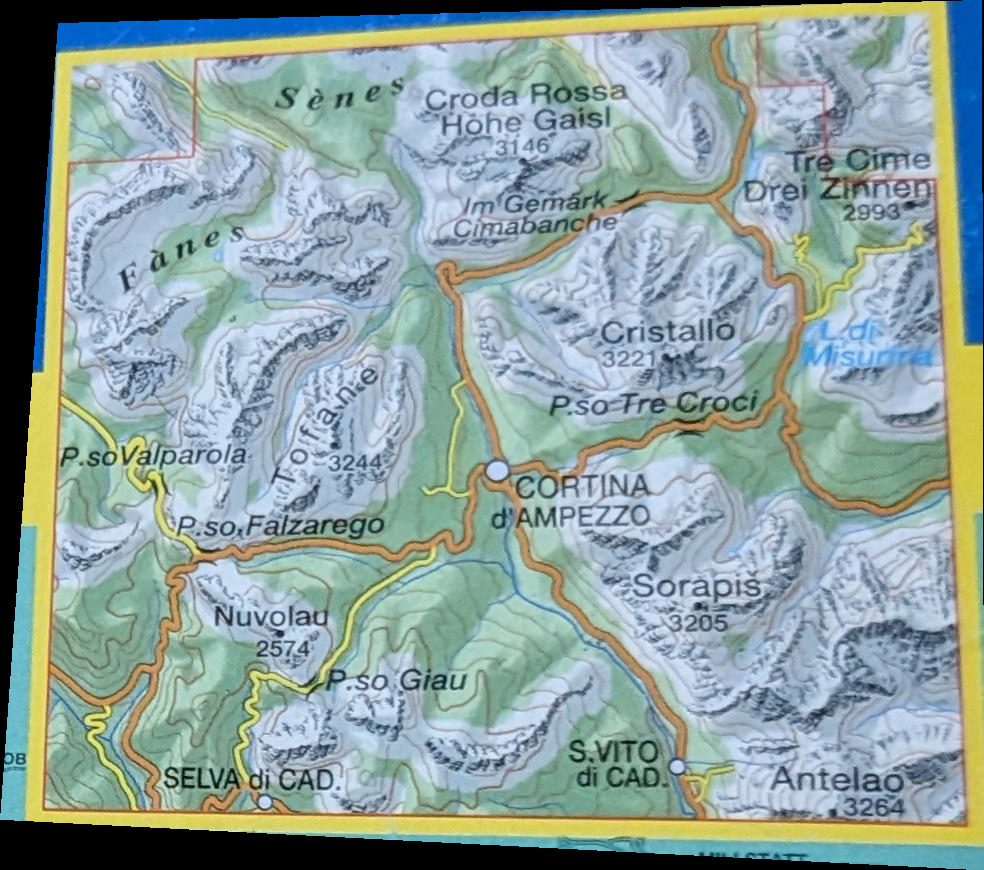 Sènes
Croda Rossa
Hohe Gaisl
3146
Tre Cime
Drei Zinnen
2993
Im Gemärk
Cimabanche
Fànes
Cristallo
3221
L.di
Misurina
P.so Tre Croci
Tofane
3244
P.so Valparola
CORTINA
d'AMPEZZO
P.so Falzarego
Sorapis
3205
Nuvolau
2574
P.so Giau
S.VITO
di CAD.
SELVA di CAD.
Antelao
3264